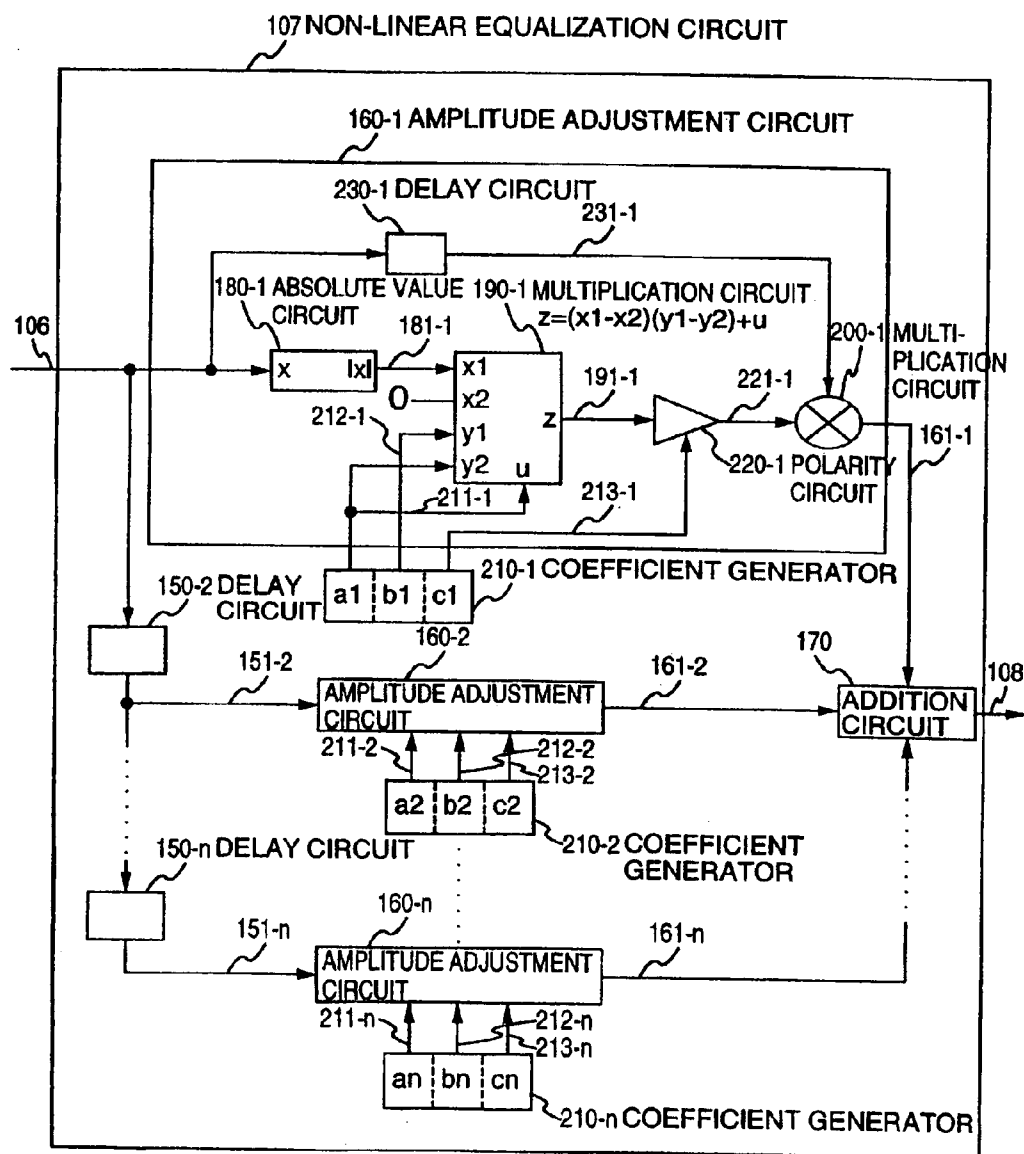 107 NON-LINEAR EQUALIZATION CIRCUIT
160-1 AMPLITUDE ADJUSTMENT CIRCUIT
230-1 DELAY CIRCUIT
231-1
180-1 ABSOLUTE VALUE
CIRCUIT
190-1 MULTIPLICATION CIRCUIT
z=(x1-x2)(y1-y2)+u
200-1 MULTI-
PLICATION
CIRCUIT
106
181-1
x |x|
x1
0
x2
y1
y2
u
z
212-1
191-1
221-1
161-1
220-1 POLARITY
CIRCUIT
211-1
213-1
a1 b1 c1
210-1 COEFFICIENT GENERATOR
150-2 DELAY
CIRCUIT
160-2
151-2
AMPLITUDE ADJUSTMENT
CIRCUIT
161-2
170
ADDITION
CIRCUIT
108
211-2
212-2
213-2
a2 b2 c2
210-2 COEFFICIENT
GENERATOR
150-n DELAY CIRCUIT
160-n
151-n
AMPLITUDE ADJUSTMENT
CIRCUIT
161-n
211-n
212-n
213-n
an bn cn
210-n COEFFICIENT GENERATOR